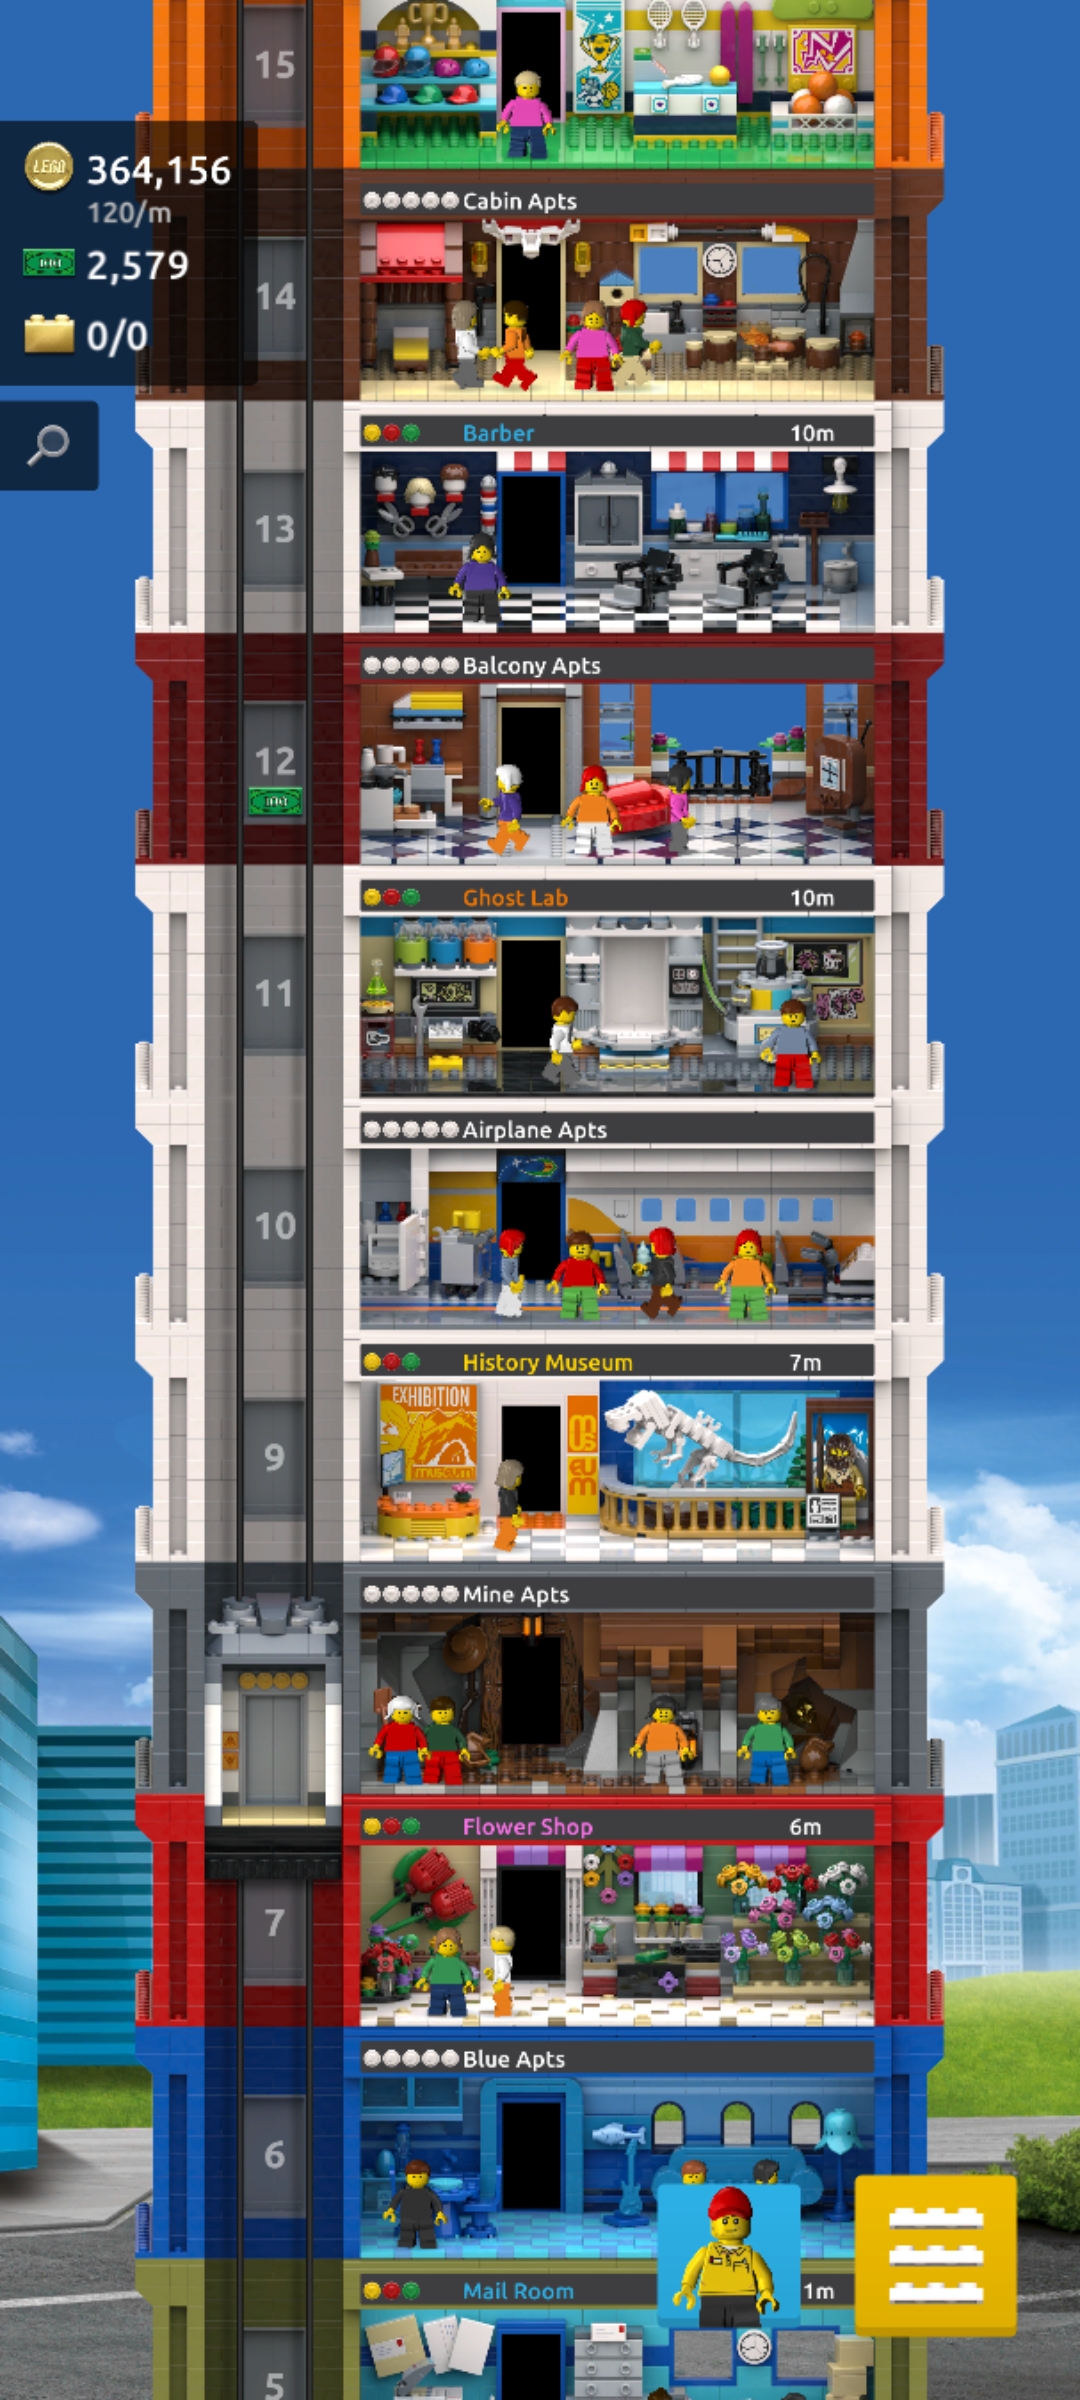 15
LEGO
364,156
120/m
2,579
0/0
Cabin Apts
14
Barber
10m
13
Balcony Apts
12
Ghost Lab
10m
11
Airplane Apts
10
History Museum
7m
EXHIBITION
museum
MUS
EUM
9
Mine Apts
Flower Shop
6m
7
Blue Apts
6
Mail Room
1m
5